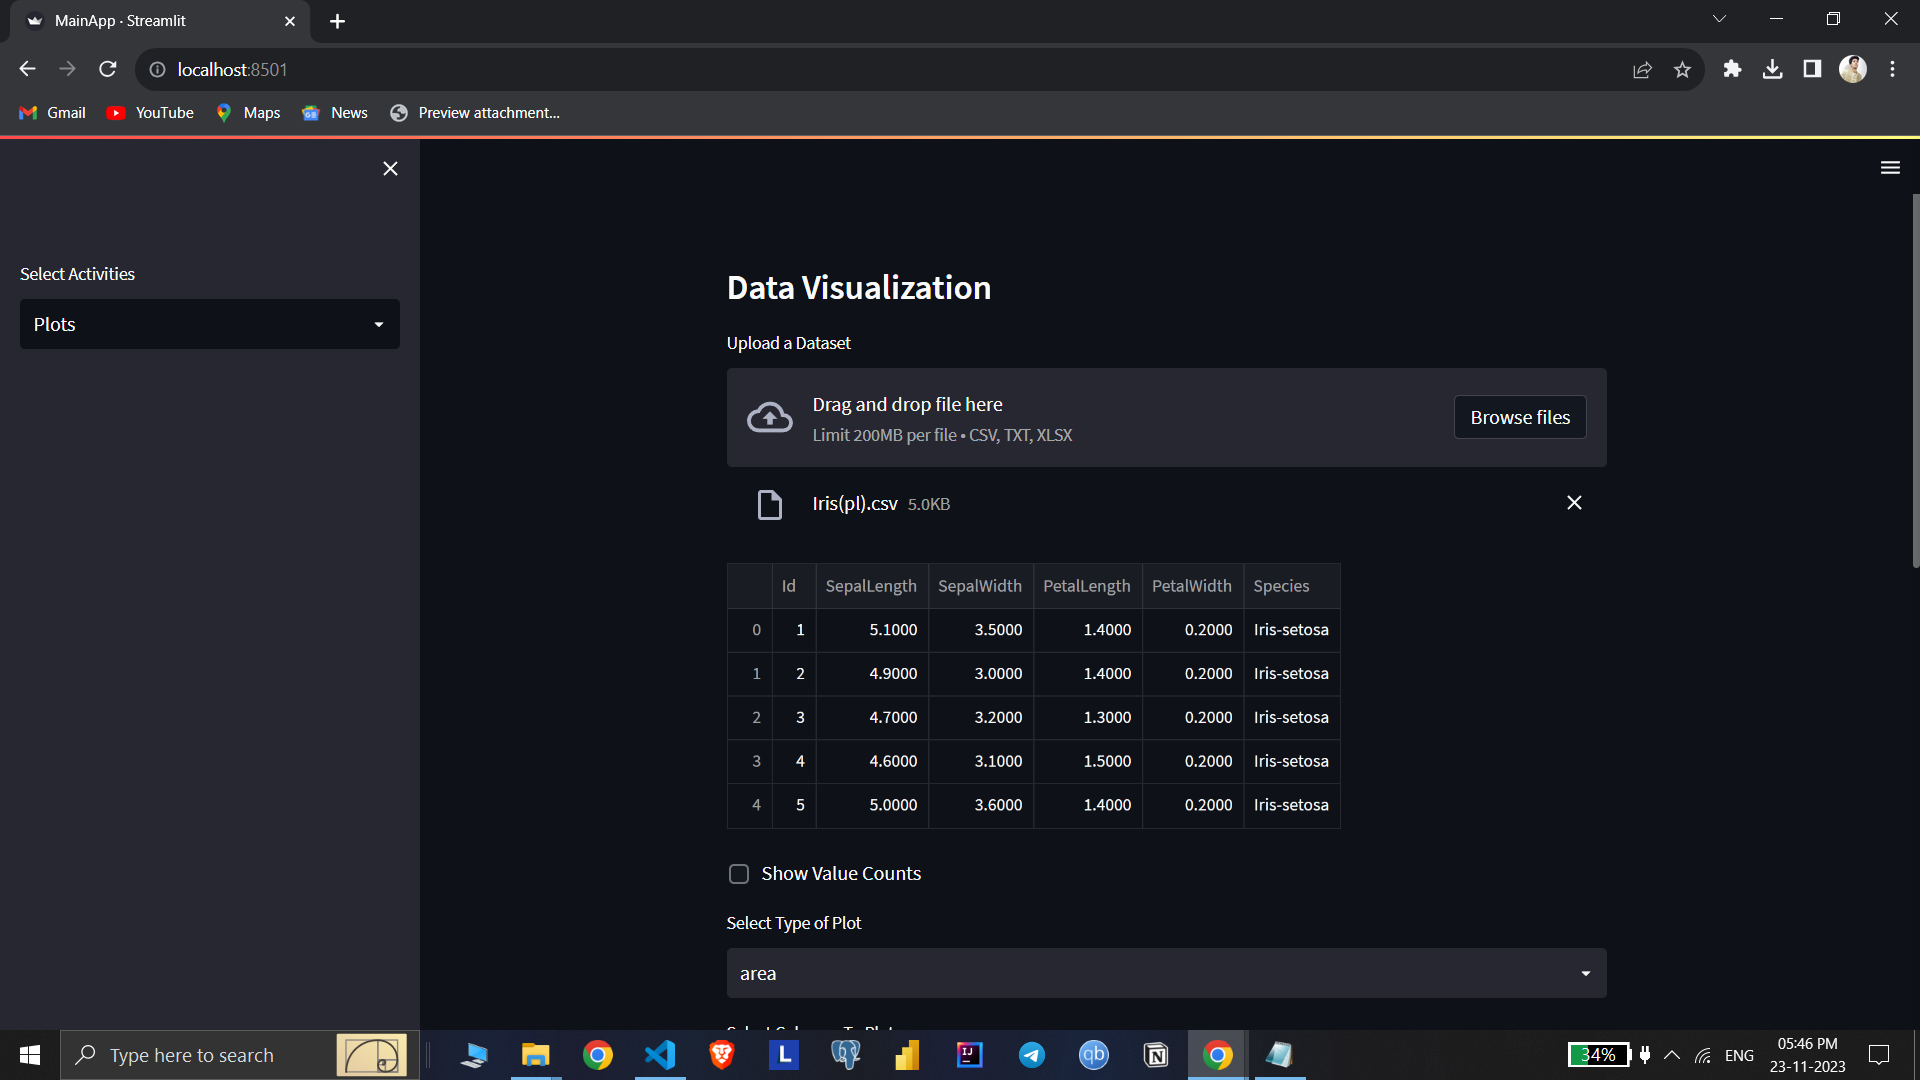 MainApp · Streamlit
localhost:8501
Gmail YouTube Maps News Preview attachment...
Select Activities
Plots
Data Visualization
Upload a Dataset
Drag and drop file here
Limit 200MB per file • CSV, TXT, XLSX
Browse files
Iris(pl).csv 5.0KB
Id SepalLength SepalWidth PetalLength PetalWidth Species
0 1 5.1000 3.5000 1.4000 0.2000 Iris-setosa
1 2 4.9000 3.0000 1.4000 0.2000 Iris-setosa
2 3 4.7000 3.2000 1.3000 0.2000 Iris-setosa
3 4 4.6000 3.1000 1.5000 0.2000 Iris-setosa
4 5 5.0000 3.6000 1.4000 0.2000 Iris-setosa
Show Value Counts
Select Type of Plot
area
Type here to search
L
IJ
qb
N
34%
ENG
05:46 PM
23-11-2023